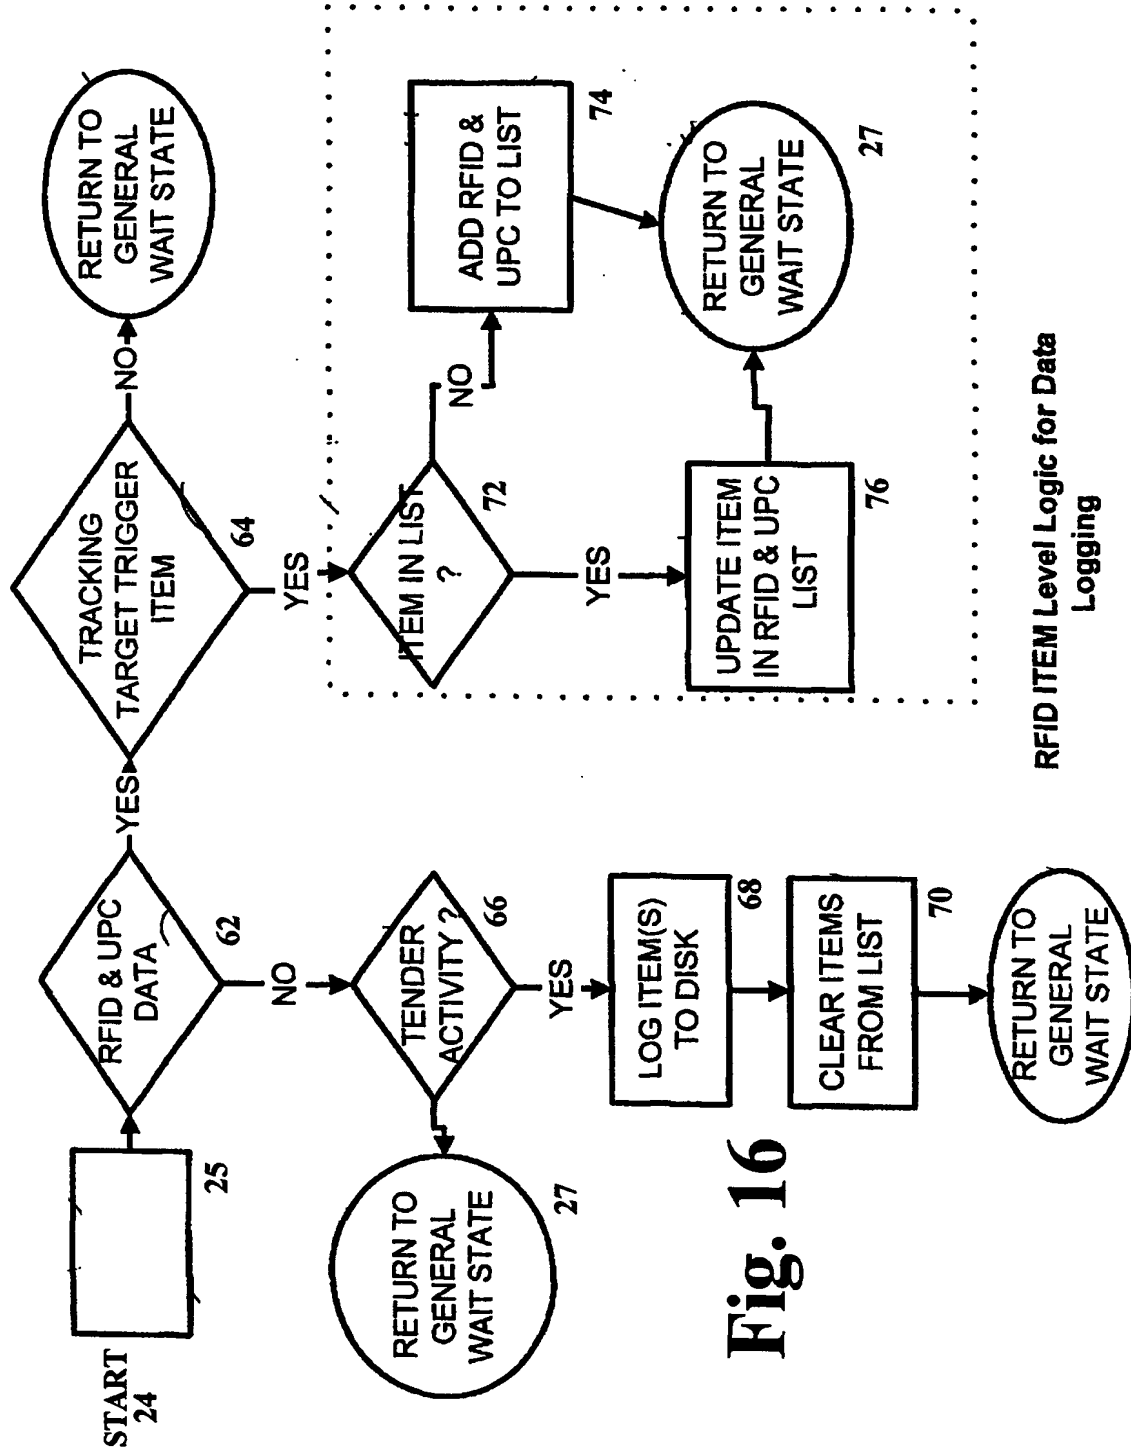 START
24
25
RFID & UPC
DATA
62
YES
TRACKING
TARGET TRIGGER
ITEM
64
NO
RETURN TO
GENERAL
WAIT STATE
NO
TENDER
ACTIVITY ?
66
RETURN TO
GENERAL
WAIT STATE
27
YES
LOG ITEM(S)
TO DISK
68
CLEAR ITEMS
FROM LIST
70
RETURN TO
GENERAL
WAIT STATE
YES
ITEM IN LIST
?
72
NO
ADD RFID &
UPC TO LIST
74
YES
UPDATE ITEM
IN RFID & UPC
LIST
76
RETURN TO
GENERAL
WAIT STATE
27
Fig. 16
RFID ITEM Level Logic for Data
Logging